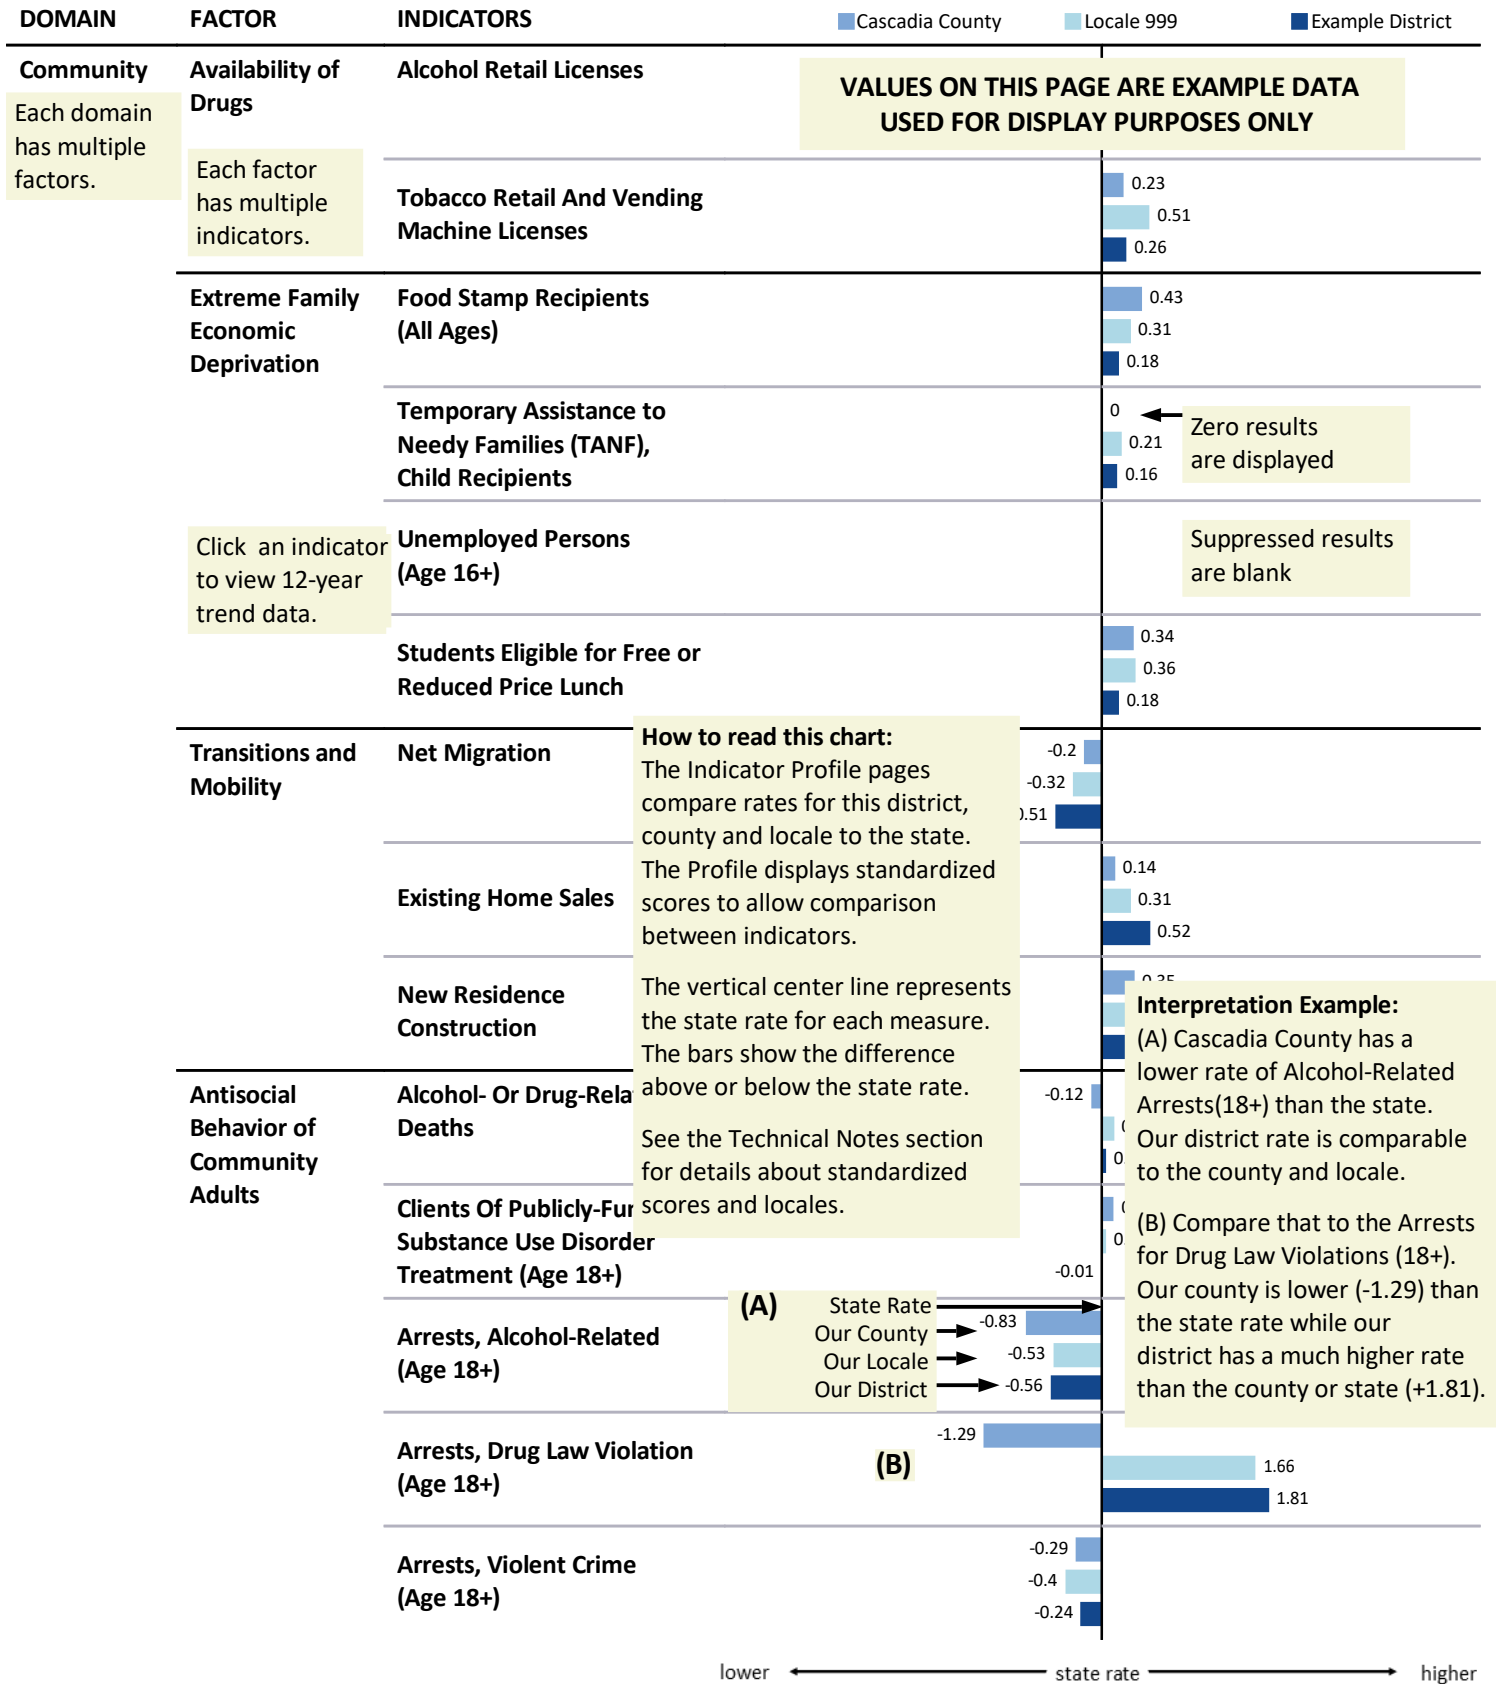 DOMAIN FACTOR INDICATORS Cascadia County Locale 999 Example District
Community
Each domain
has multiple
factors.
Availability of
Drugs
Each factor
has multiple
indicators.
Alcohol Retail Licenses
VALUES ON THIS PAGE ARE EXAMPLE DATA
USED FOR DISPLAY PURPOSES ONLY
Tobacco Retail And Vending
Machine Licenses
0.23
0.51
0.26
Extreme Family
Economic
Deprivation
Food Stamp Recipients
(All Ages)
0.43
0.31
0.18
Temporary Assistance to
Needy Families (TANF),
Child Recipients
0
0.21
0.16
Zero results
are displayed
Click an indicator
to view 12-year
trend data.
Unemployed Persons
(Age 16+)
Suppressed results
are blank
Students Eligible for Free or
Reduced Price Lunch
0.34
0.36
0.18
Transitions and
Mobility
Net Migration
-0.2
-0.32
.51
How to read this chart:
The Indicator Profile pages
compare rates for this district,
county and locale to the state.
The Profile displays standardized
scores to allow comparison
between indicators.
The vertical center line represents
the state rate for each measure.
The bars show the difference
above or below the state rate.
See the Technical Notes section
for details about standardized
scores and locales.
Existing Home Sales
0.14
0.31
0.52
New Residence
Construction
Interpretation Example:
(A) Cascadia County has a
lower rate of Alcohol-Related
Arrests(18+) than the state.
Our district rate is comparable
to the county and locale.
(B) Compare that to the Arrests
for Drug Law Violations (18+).
Our county is lower (-1.29) than
the state rate while our
district has a much higher rate
than the county or state (+1.81).
Antisocial
Behavior of
Community
Adults
Alcohol- Or Drug-Rela
Deaths
-0.12
Clients Of Publicly-Fu
Substance Use Disorder
Treatment (Age 18+)
-0.01
Arrests, Alcohol-Related
(Age 18+)
(A) State Rate
Our County -0.83
Our Locale -0.53
Our District -0.56
Arrests, Drug Law Violation
(Age 18+)
(B)
-1.29
1.66
1.81
Arrests, Violent Crime
(Age 18+)
-0.29
-0.4
-0.24
lower state rate higher